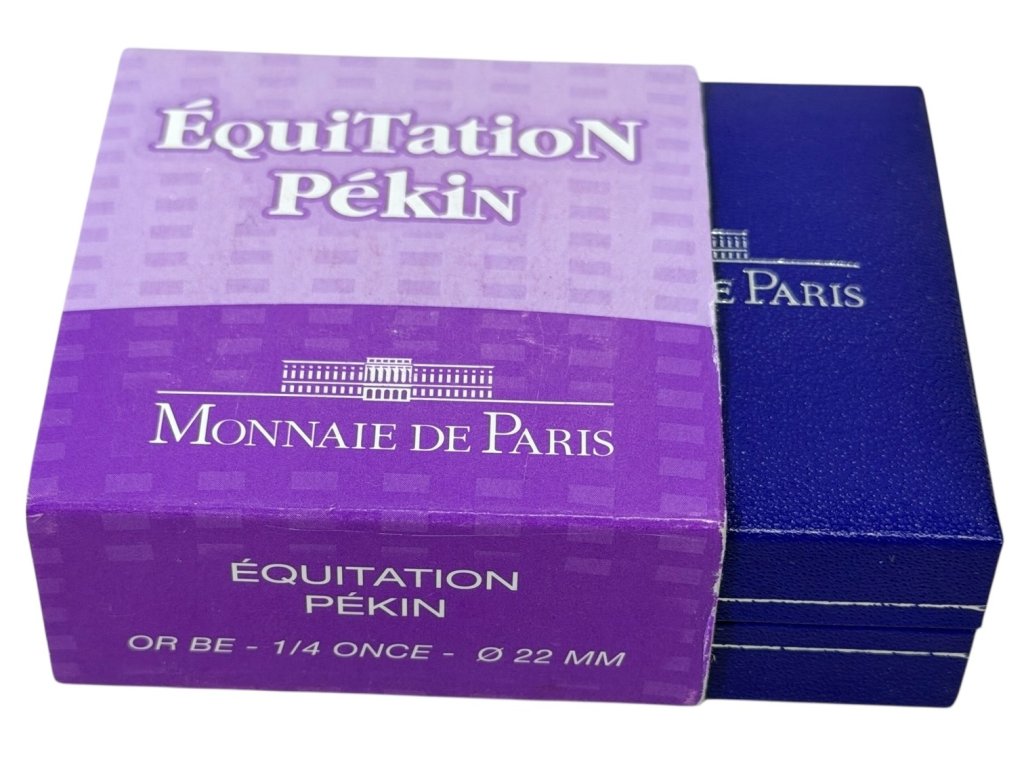 ÉquiTatioN
PékiN
MONNAIE DE PARIS
ÉQUITATION
PÉKIN
OR BE - 1/4 ONCE - Ø 22 MM
E PARIS